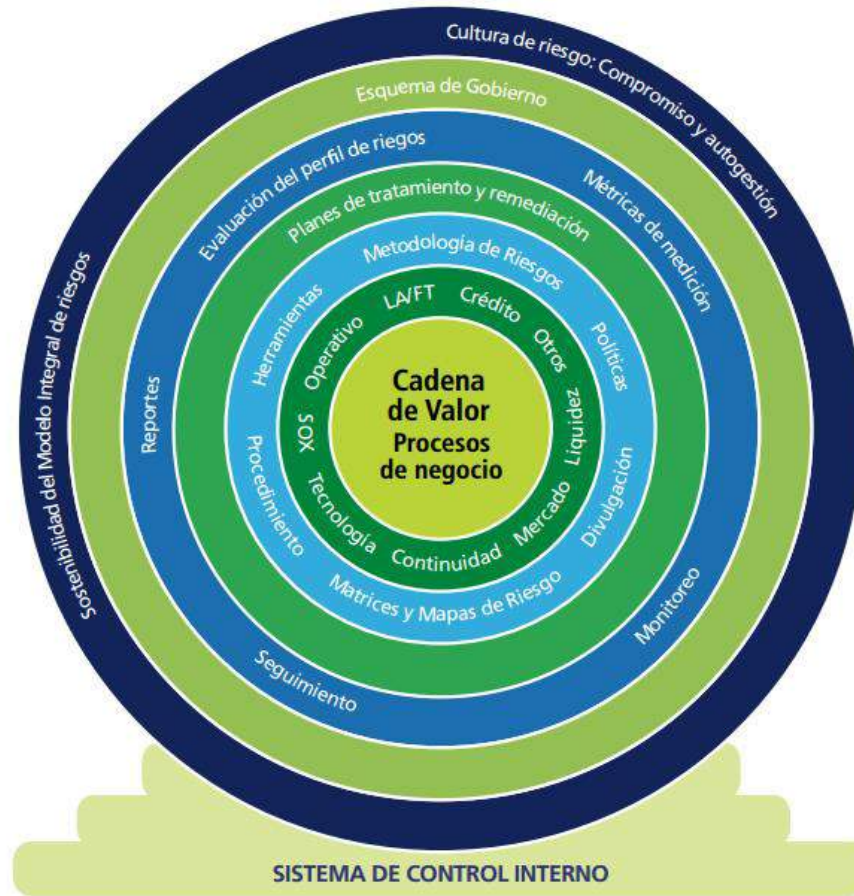 Cultura de riesgo: Compromiso y autogestión
Sostenibilidad del Modelo Integral de riesgos
Esquema de Gobierno
Evaluación del perfil de riegos
Métricas de medición
Monitoreo
Seguimiento
Reportes
Planes de tratamiento y remediación
Metodología de Riesgos
Políticas
Divulgación
Matrices y Mapas de Riesgo
Procedimiento
Herramientas
LA/FT
Crédito
Otros
Liquidez
Mercado
Continuidad
Tecnología
SOX
Operativo
Cadena
de Valor
Procesos
de negocio
SISTEMA DE CONTROL INTERNO